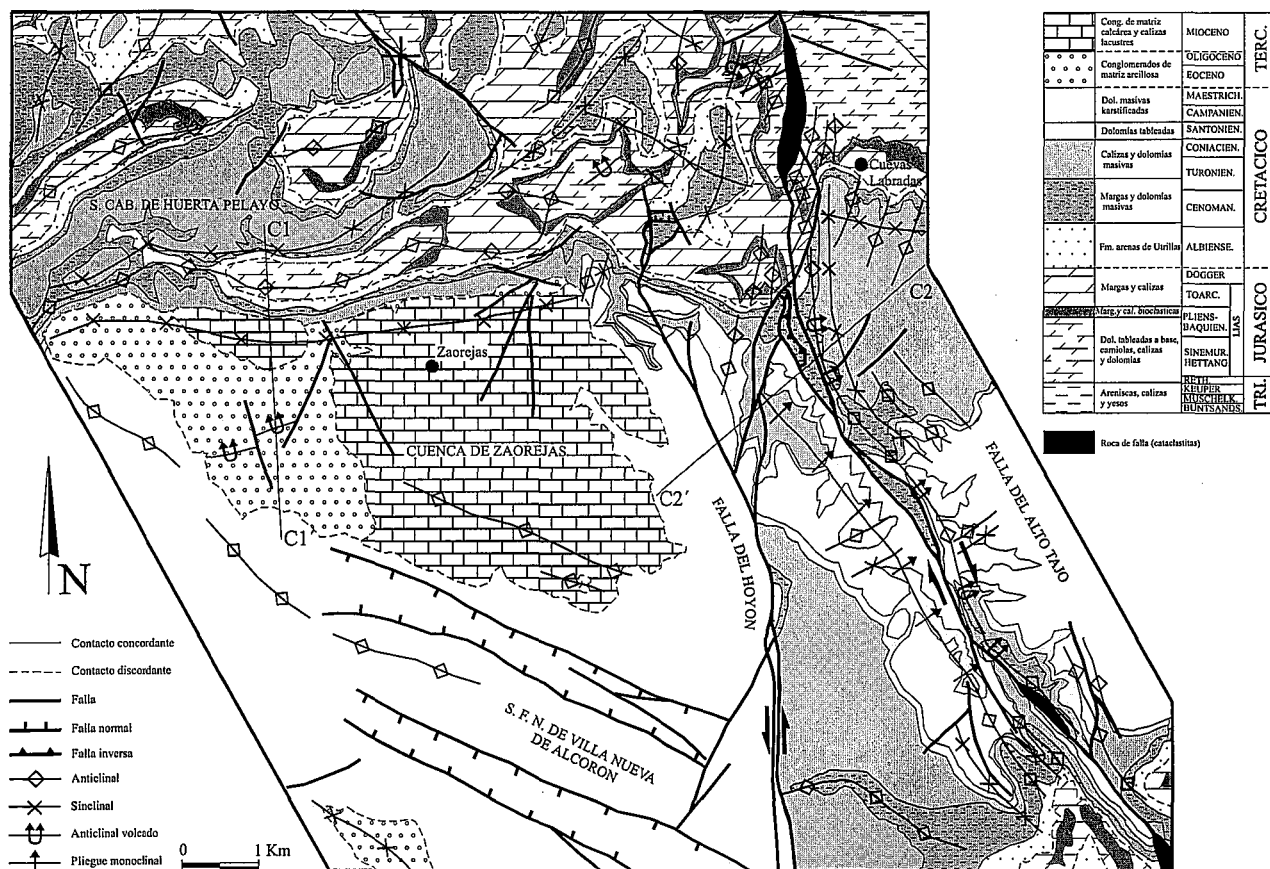 S. CAB. DE HUERTA PELAYO
C1
Zaorejas
CUENCA DE ZAOREJAS
C1'
C2'
Cuevas
Labradas
C2
FALLA DEL HOYON
FALLA DEL ALTO TAJO
S. F. N. DE VILLA NUEVA
DE ALCORON
N
Contacto concordante
Contacto discordante
Falla
Falla normal
Falla inversa
Anticlinal
Sinclinal
Anticlinal volcado
Pliegue monoclinal
0 1 Km
Cong. de matriz
calcárea y calizas
lacustres
MIOCENO
Conglomerados de
matriz arcillosa
OLIGOCENO
EOCENO
TERC.
Dol. masivas
karstificadas
MAESTRICH.
CAMPANIEN.
Dolomías tableadas
SANTONIEN.
Calizas y dolomías
masivas
CONIACIEN.
TURONIEN.
Margas y dolomías
masivas
CENOMAN.
Fm. arenas de Utrillas
ALBIENSE.
CRETACICO
Margas y calizas
DOGGER
TOARC.
Marg. y cal. bioclasticas
PLIENS-
BAQUIEN.
Dol. tableadas a base,
carniolas, calizas
y dolomías
SINEMUR.
HETTANG
LIAS
JURASICO
RETH.
Areniscas, calizas
y yesos
KEUPER
MUSCHELK.
BUNTSANDS.
TRI.
Roca de falla (cataclastitas)